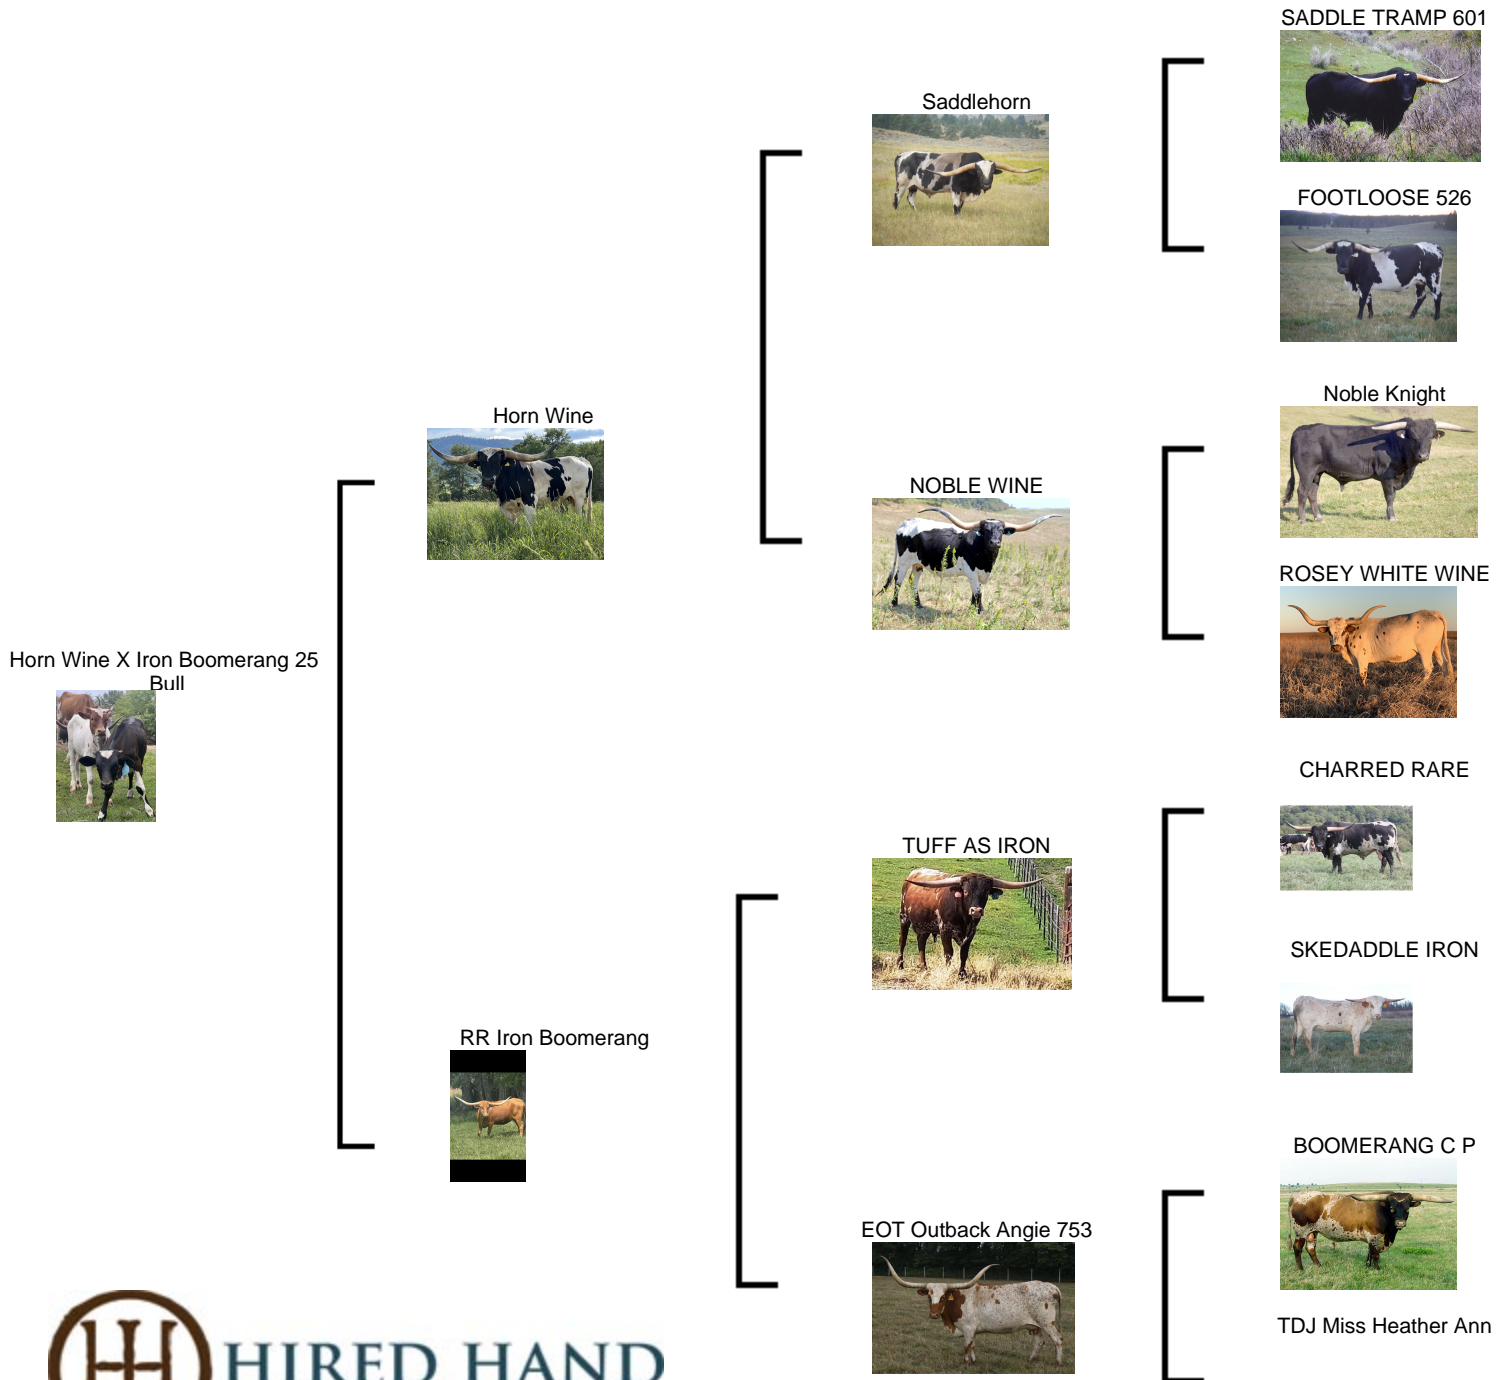 SADDLE TRAMP 601
Saddlehorn
FOOTLOOSE 526
Noble Knight
Horn Wine
NOBLE WINE
ROSEY WHITE WINE
Horn Wine X Iron Boomerang 25
Bull
CHARRED RARE
TUFF AS IRON
SKEDADDLE IRON
RR Iron Boomerang
BOOMERANG C P
EOT Outback Angie 753
TDJ Miss Heather Ann
HIRED HAND